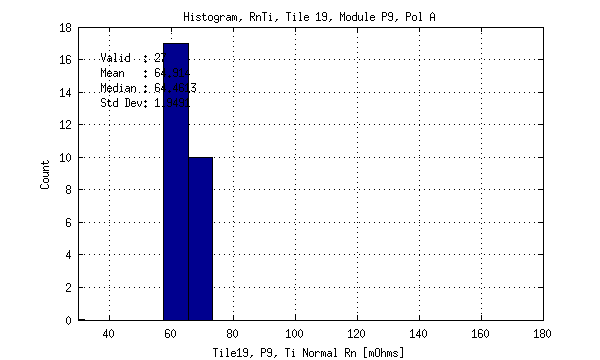 Histogram, RnTi, Tile 19, Module P9, Pol A
18
16
14
12
10
8
6
4
2
0
Valid :
Mean :
Median :
Std Dev:
Count
40 60 80 100 120 140 160 180
Tile19, P9, Ti Normal Rn [mOhms]